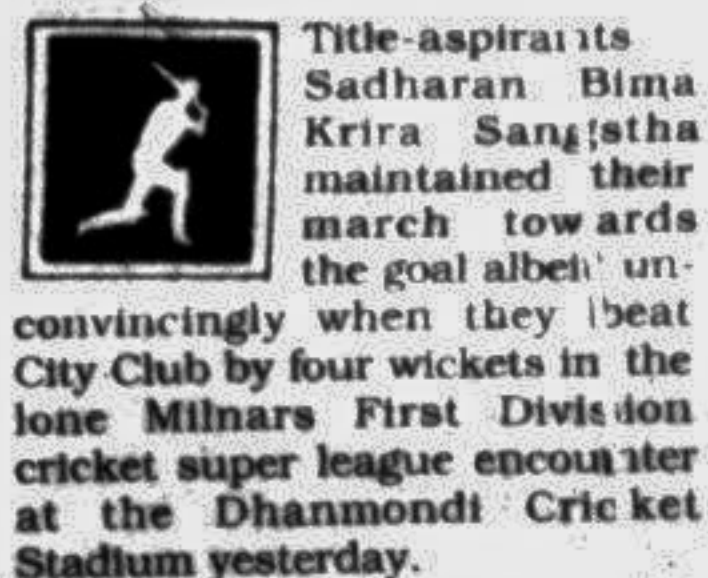 Title-aspirants
Sadharan Bima
Krira Sangstha
maintained their
march towards
the goal albeit un-
convincingly when they beat
City Club by four wickets in the
lone Milnars First Division
cricket super league encounter
at the Dhanmondi Cricket
Stadium yesterday.